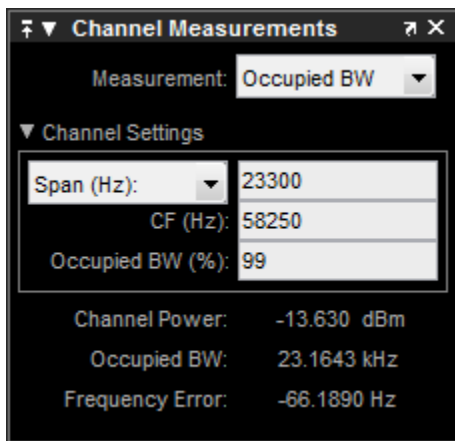 Channel Measurements
Measurement: Occupied BW
Channel Settings
Span (Hz): 23300
CF (Hz): 58250
Occupied BW (%): 99
Channel Power: -13.630 dBm
Occupied BW: 23.1643 kHz
Frequency Error: -66.1890 Hz